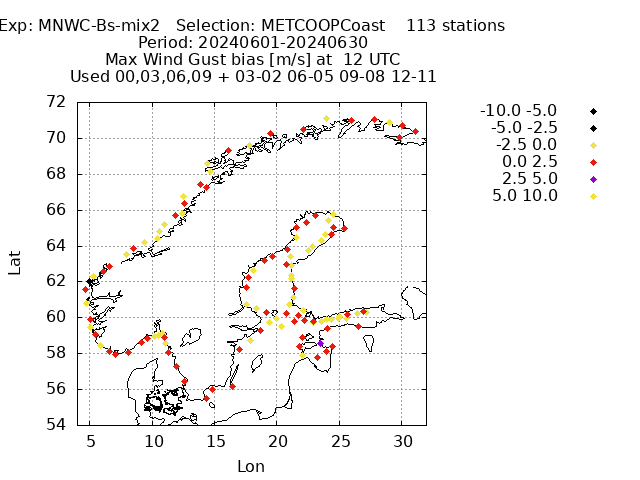 Exp: MNWC-Bs-mix2   Selection: METCOOPCoast    113 stations
Period: 20240601-20240630
Max Wind Gust bias [m/s] at  12 UTC
Used 00,03,06,09 + 03-02 06-05 09-08 12-11
-10.0 -5.0
-5.0 -2.5
-2.5 0.0
0.0 2.5
2.5 5.0
5.0 10.0
72
70
68
66
64
62
60
58
56
54
Lat
5 10 15 20 25 30
Lon